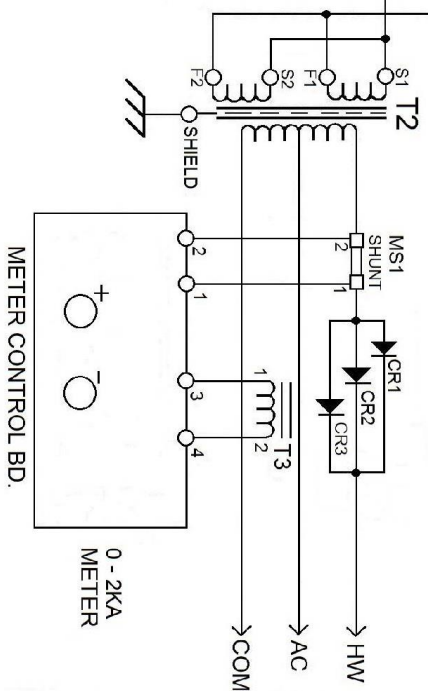 F2
S2
F1
S1
T2
SHIELD
2
1
3
4
2
1
MS1
SHUNT
CR1
CR2
CR3
1
2
T3
+
-
METER CONTROL BD.
0 - 2KA
METER
COM
AC
HW